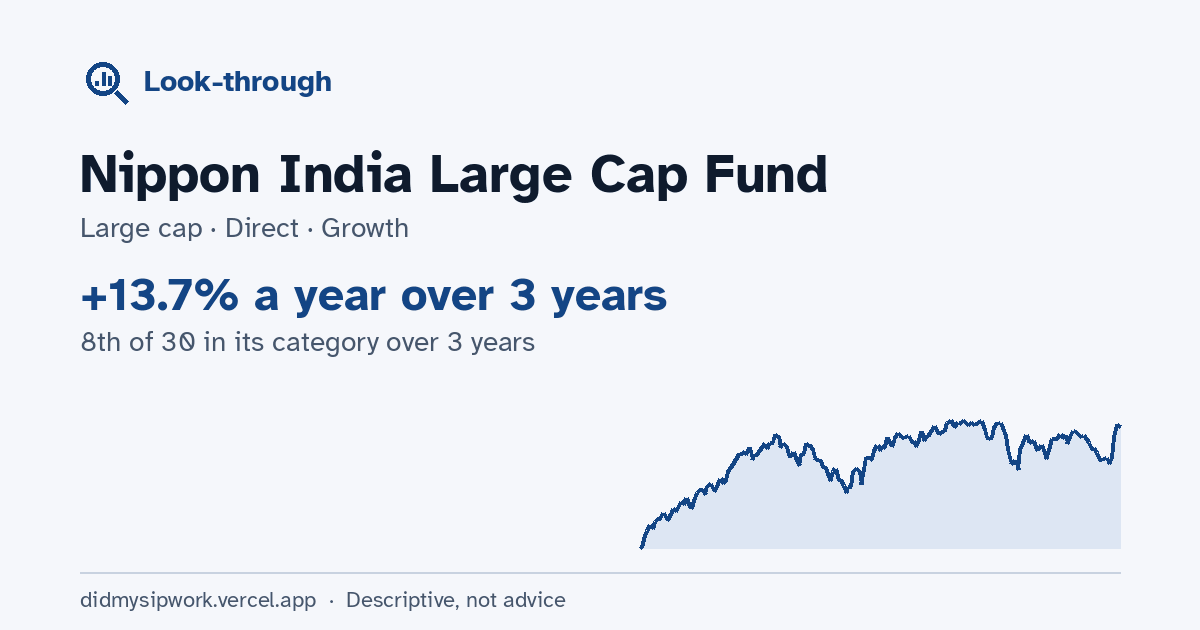 Look-through
Nippon India Large Cap Fund
Large cap · Direct · Growth
+13.7% a year over 3 years
8th of 30 in its category over 3 years
didmysipwork.vercel.app · Descriptive, not advice